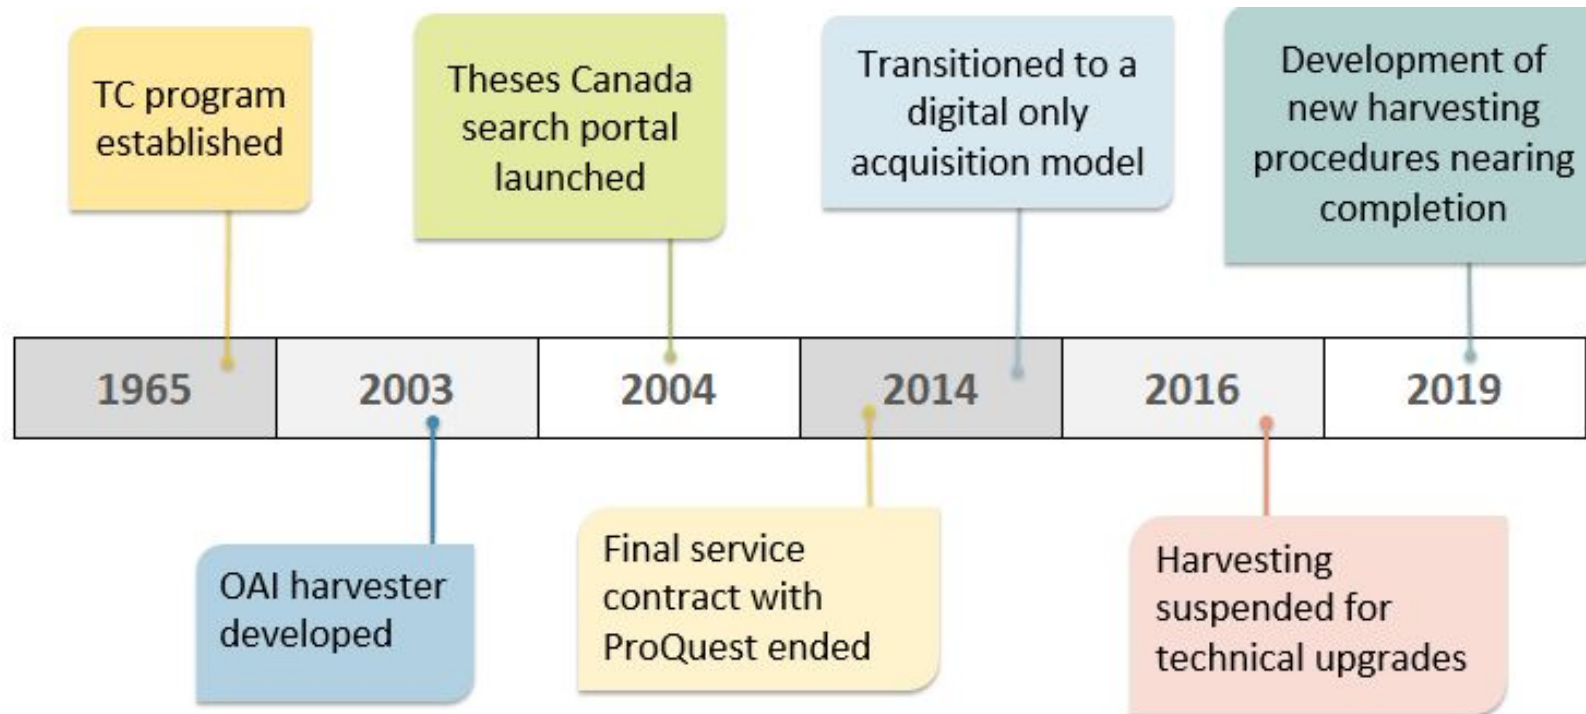 TC program
established
Theses Canada
search portal
launched
Transitioned to a
digital only
acquisition model
Development of
new harvesting
procedures nearing
completion
1965
2003
2004
2014
2016
2019
OAI harvester
developed
Final service
contract with
ProQuest ended
Harvesting
suspended for
technical upgrades